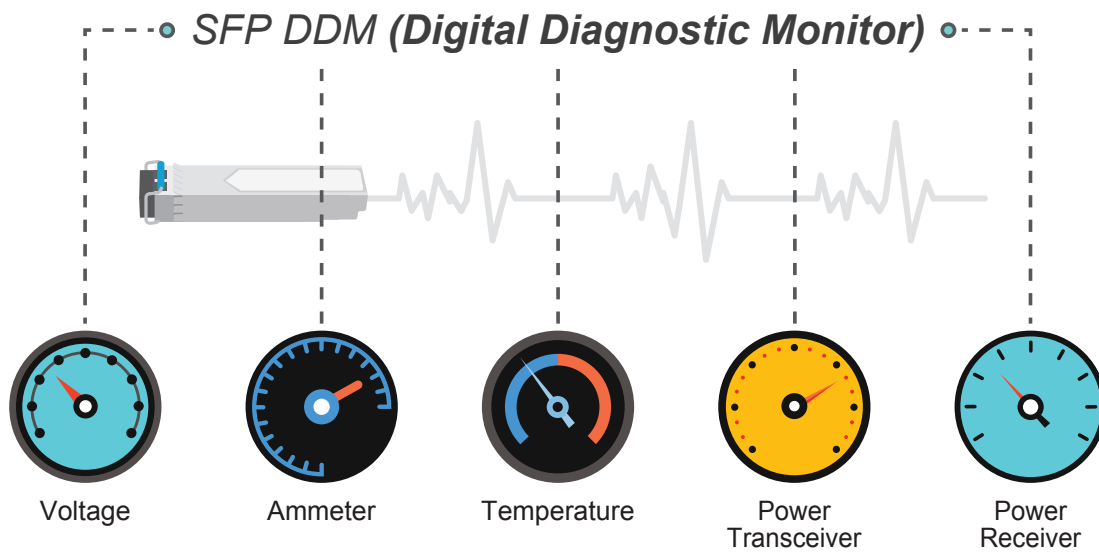 SFP DDM (Digital Diagnostic Monitor)
Voltage
Ammeter
Temperature
Power
Transceiver
Power
Receiver